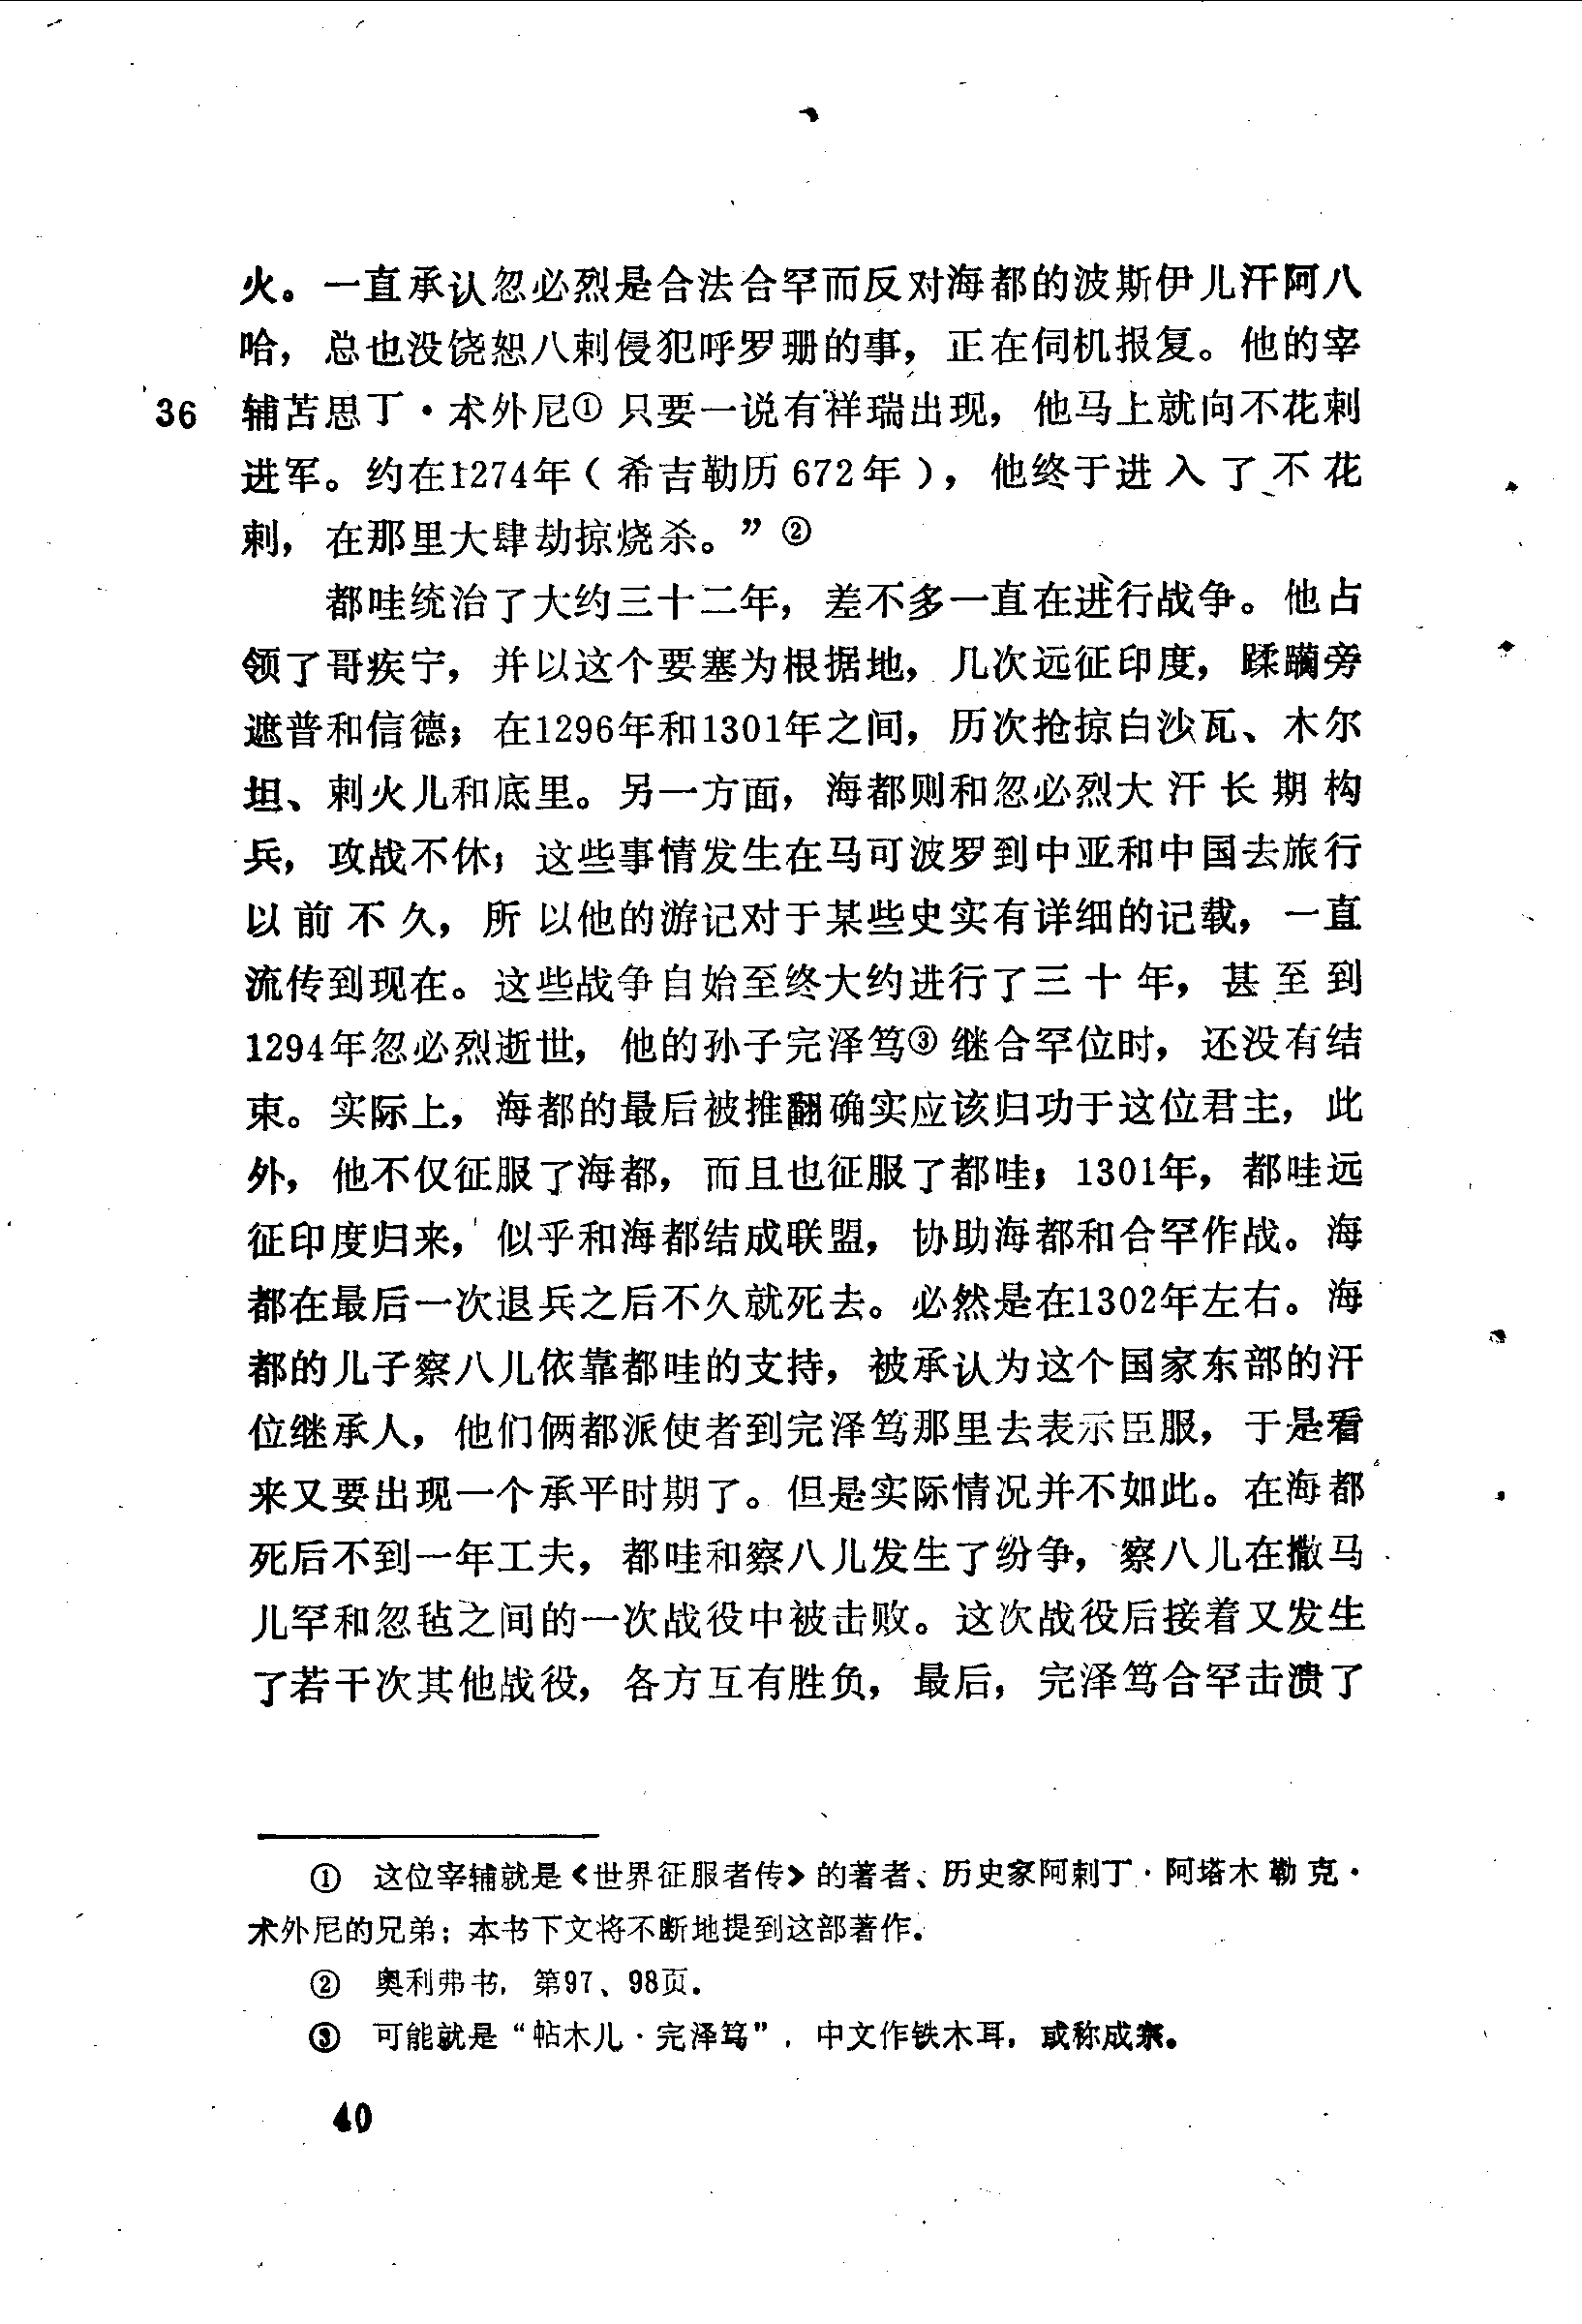 火。一直承认忽必烈是合法合罕而反对海都的波斯伊儿汗阿八
哈，总也没饶恕八剌侵犯呼罗珊的事，正在伺机报复。他的宰
36 辅苫思丁·术外尼① 只要一说有祥瑞出现，他马上就向不花剌
进军。约在1274年（希吉勒历672年），他终于进入了不花
剌，在那里大肆劫掠烧杀。”②
都哇统治了大约三十二年，差不多一直在进行战争。他占
领了哥疾宁，并以这个要塞为根据地，几次远征印度，蹂躏旁
遮普和信德；在1296年和1301年之间，历次抢掠白沙瓦、木尔
坦、剌火儿和底里。另一方面，海都则和忽必烈大汗长期构
兵，攻战不休；这些事情发生在马可波罗到中亚和中国去旅行
以前不久，所以他的游记对于某些史实有详细的记载，一直
流传到现在。这些战争自始至终大约进行了三十年，甚至到
1294年忽必烈逝世，他的孙子完泽笃③ 继合罕位时，还没有结
束。实际上，海都的最后被推翻确实应该归功于这位君主，此
外，他不仅征服了海都，而且也征服了都哇；1301年，都哇远
征印度归来，似乎和海都结成联盟，协助海都和合罕作战。海
都在最后一次退兵之后不久就死去。必然是在1302年左右。海
都的儿子察八儿依靠都哇的支持，被承认为这个国家东部的汗
位继承人，他们俩都派使者到完泽笃那里去表示臣服，于是看
来又要出现一个承平时期了。但是实际情况并不如此。在海都
死后不到一年工夫，都哇和察八儿发生了纷争，察八儿在撒马
儿罕和忽毡之间的一次战役中被击败。这次战役后接着又发生
了若干次其他战役，各方互有胜负，最后，完泽笃合罕击溃了
① 这位宰辅就是《世界征服者传》的著者、历史家阿剌丁·阿塔木勒克·
术外尼的兄弟；本书下文将不断地提到这部著作。
② 奥利弗书，第97、98页。
③ 可能就是“帖木儿·完泽笃”，中文作铁木耳，或称成宗。
40